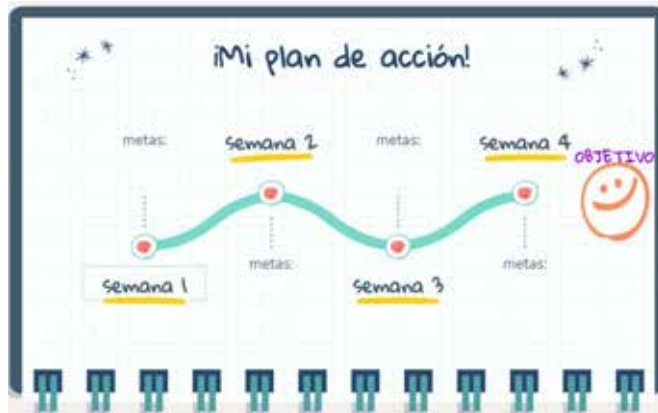 ¡Mi plan de acción!
metas:
semana 2
metas:
semana 4
OBJETIVO
metas:
metas:
semana 1
semana 3